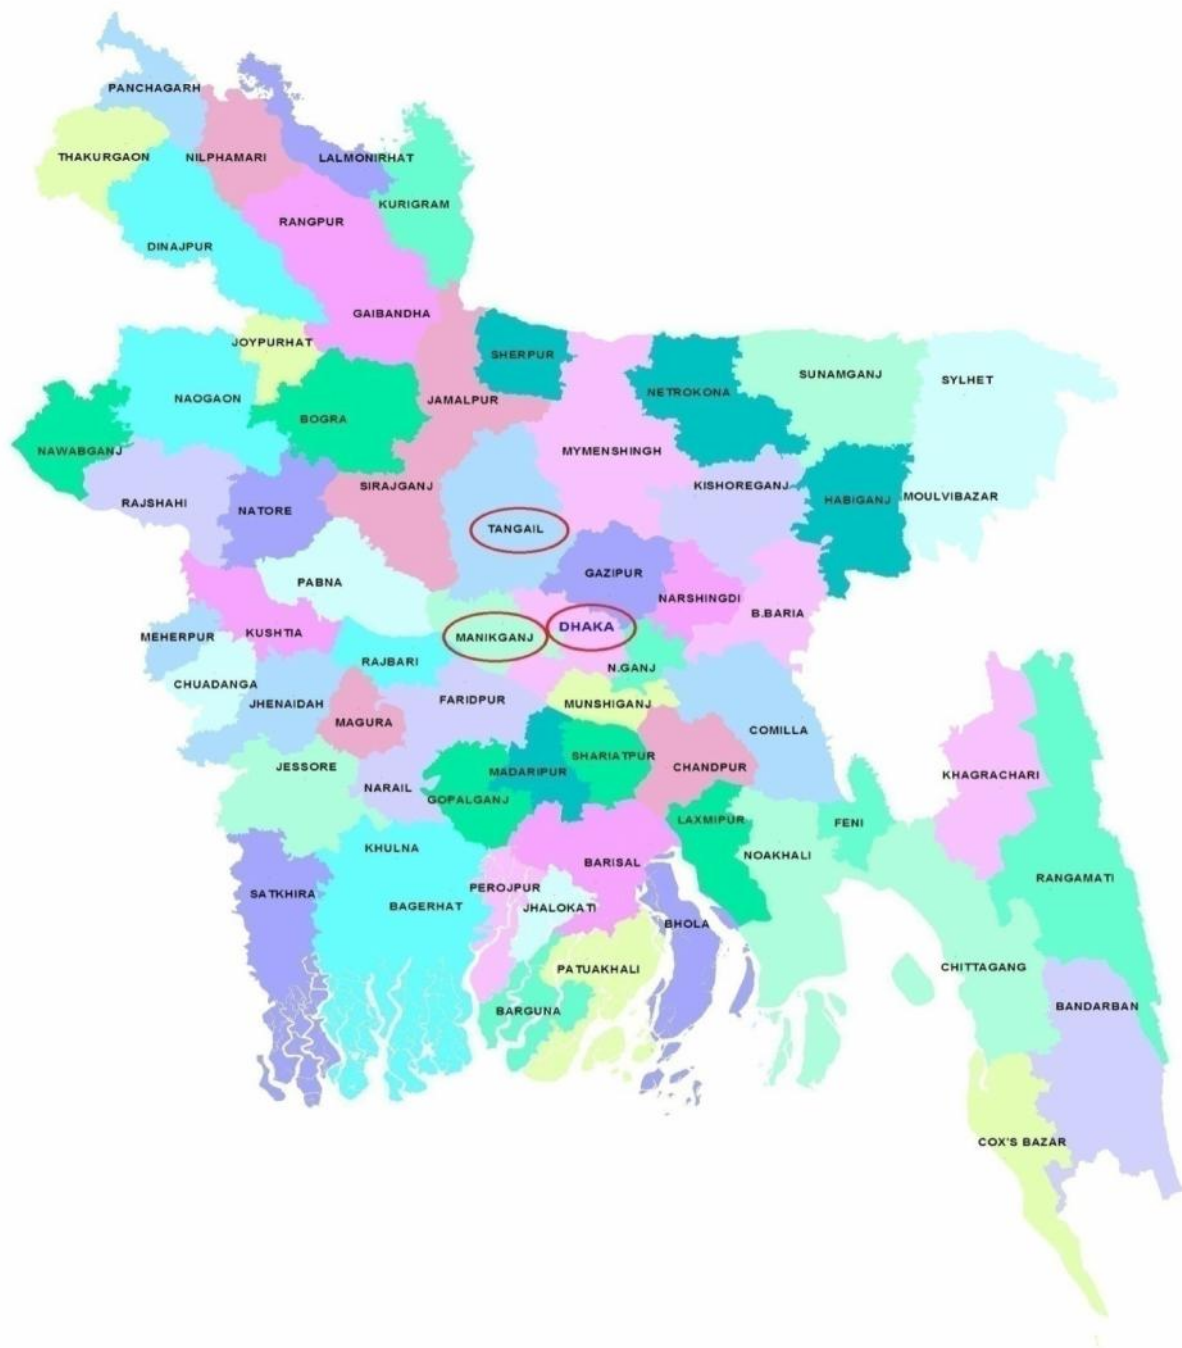 PANCHAGARH
THAKURGAON
NILPHAMARI
LALMONIRHAT
KURIGRAM
RANGPUR
DINAJPUR
GAIBANDHA
JOYPURHAT
SHERPUR
SUNAMGANJ
SYLHET
NETROKONA
NAOGAON
JAMALPUR
BOGRA
NAWABGANJ
MYMENSHINGH
SIRAJGANJ
KISHOREGANJ
HABIGANJ
MOULVIBAZAR
RAJSHAHI
NATORE
TANGAIL
GAZIPUR
PABNA
NARSHINGDI
B.BARIA
DHAKA
MEHERPUR
KUSHTIA
MANIKGANJ
RAJBARI
N.GANJ
CHUADANGA
JHENAIDAH
FARIDPUR
MUNSHIGANJ
MAGURA
COMILLA
SHARIATPUR
JESSORE
MADARIPUR
CHANDPUR
KHAGRACHARI
NARAIL
GOPALGANJ
LAXMIPUR
FENI
KHULNA
NOAKHALI
BARISAL
RANGAMATI
PEROJPUR
SATKHIRA
BAGERHAT
JHALOKATI
BHOLA
PATUAKHALI
CHITTAGANG
BARGUNA
BANDARBAN
COX'S BAZAR